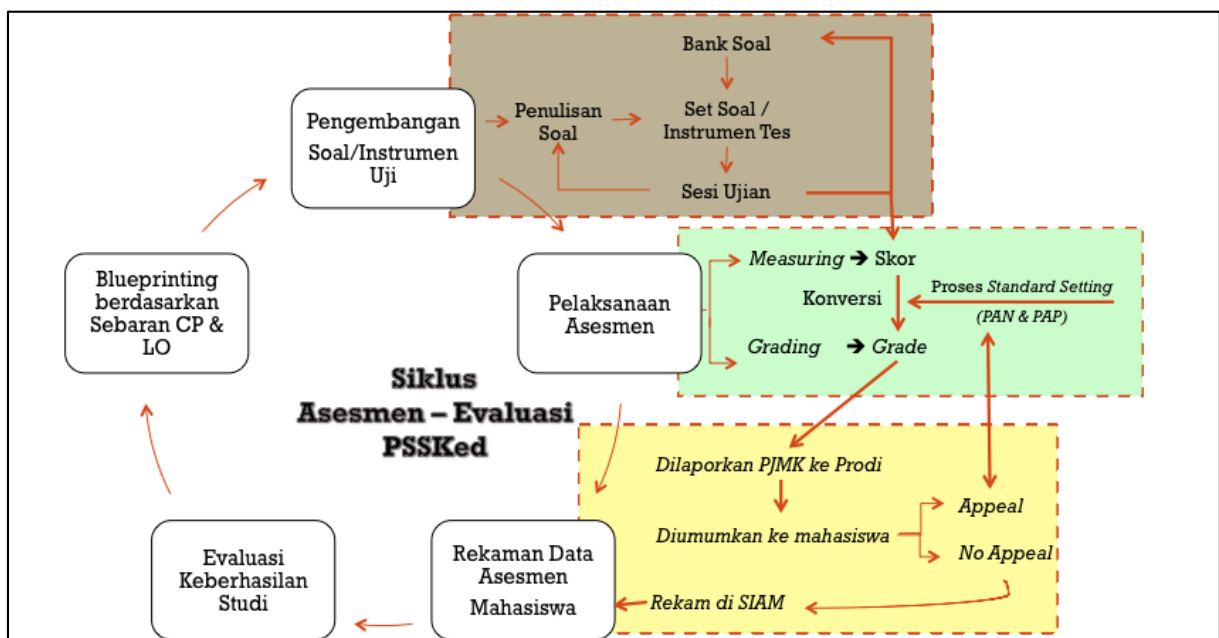 Bank Soal
Pengembangan
Soal/Instrumen
Uji
Penulisan
Soal
Set Soal /
Instrumen Tes
Sesi Ujian
Blueprinting
berdasarkan
Sebaran CP &
LO
Pelaksanaan
Asesmen
Measuring ➔ Skor
Konversi
Proses Standard Setting
(PAN & PAP)
Grading ➔ Grade
Siklus
Asesmen – Evaluasi
PSSKed
Dilaporkan PJMK ke Prodi
Diumumkan ke mahasiswa
Appeal
No Appeal
Rekam di SIAM
Rekaman Data
Asesmen
Mahasiswa
Evaluasi
Keberhasilan
Studi